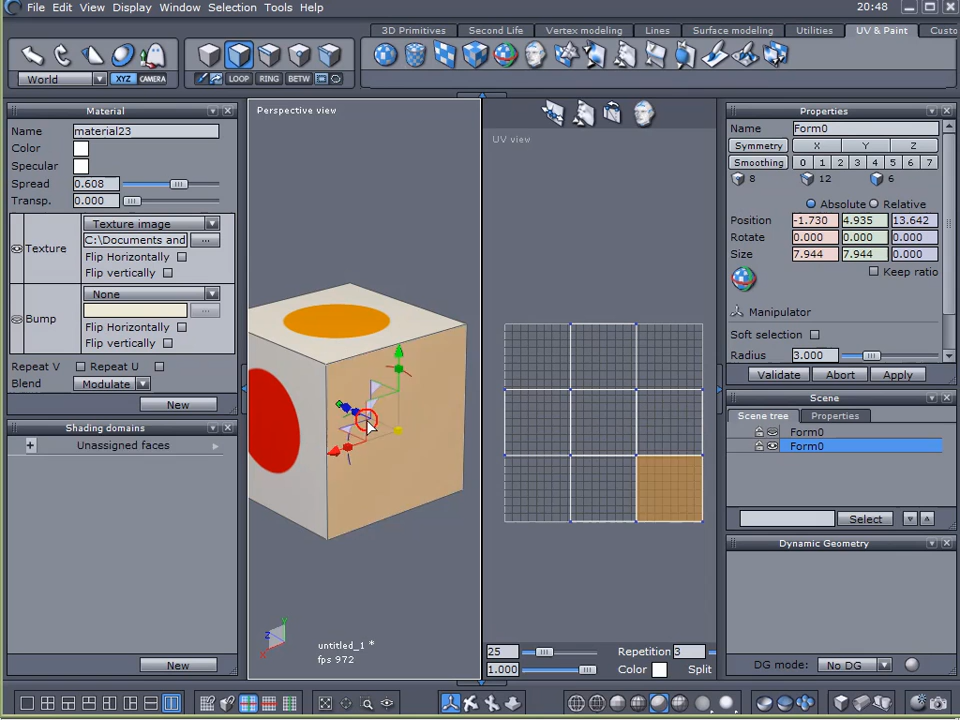 File Edit View Display Window Selection Tools Help 20:48
3D Primitives Second Life Vertex modeling Lines Surface modeling Utilities UV & Paint Custo
World XYZ CAMERA LOOP RING BETW
Material
Name material23
Color
Specular
Spread 0.608
Transp. 0.000
Texture image
Texture C:\Documents and ...
Flip Horizontally
Flip vertically
None
Bump ...
Flip Horizontally
Flip vertically
Repeat V Repeat U
Blend Modulate
New
Shading domains
+ Unassigned faces
New
Perspective view
Y
Z
X
untitled_1 *
fps 972
UV view
25 Repetition 3
1.000 Color Split
Properties
Name Form0
Symmetry X Y Z
Smoothing 0 1 2 3 4 5 6 7
8 12 6
Absolute Relative
Position -1.730 4.935 13.642
Rotate 0.000 0.000 0.000
Size 7.944 7.944 0.000
Keep ratio
Manipulator
Soft selection
Radius 3.000
Validate Abort Apply
Scene
Scene tree Properties
Form0
Form0
Select
Dynamic Geometry
DG mode: No DG